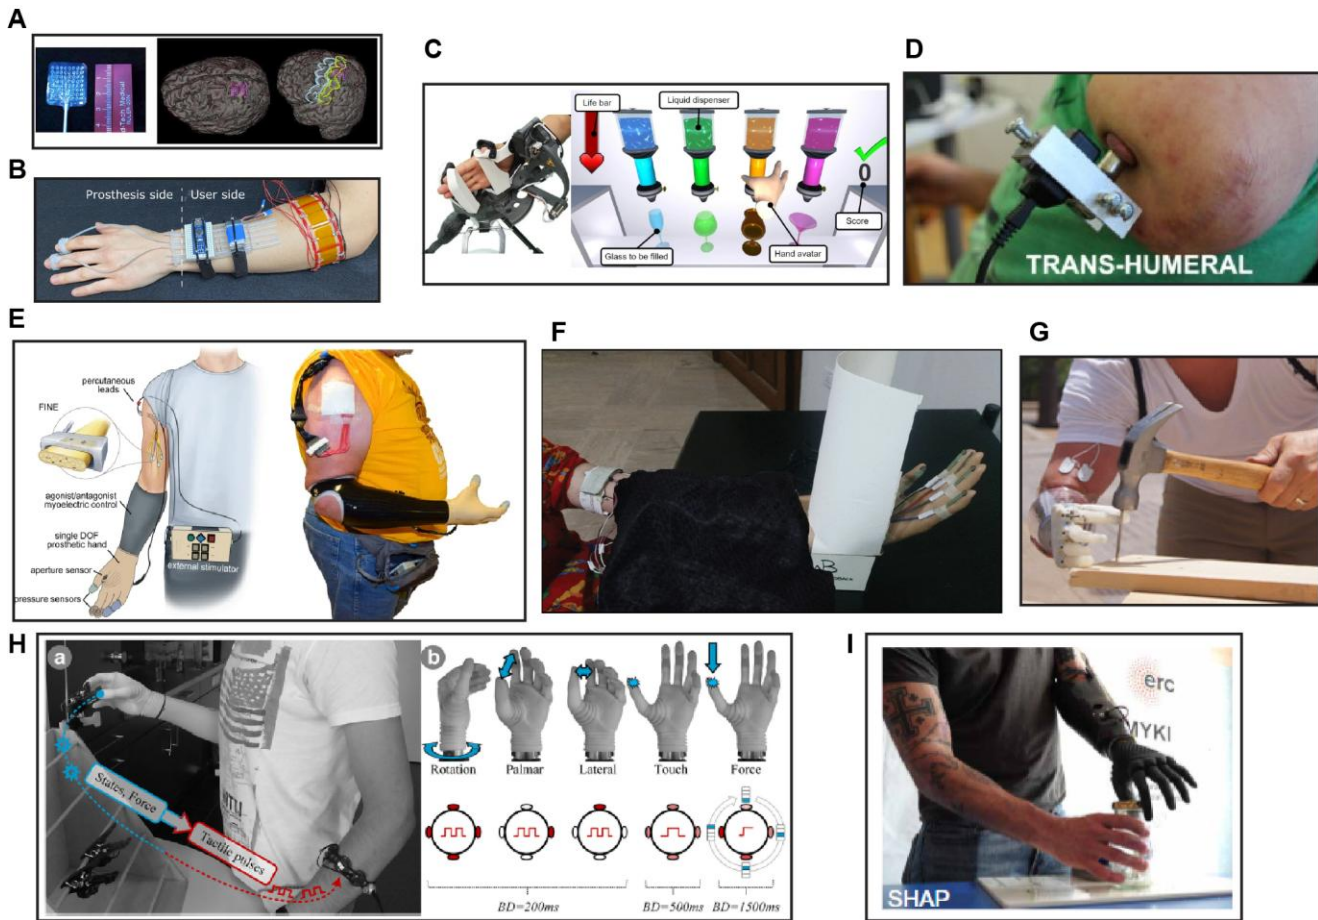 A
B
Prosthesis side
User side
C
Life bar
Liquid dispenser
0
Score
Glass to be filled
Hand avatar
D
TRANS-HUMERAL
E
percutaneous
leads
FINE
agonist/antagonist
myoelectric control
single DOF
prosthetic hand
aperture sensor
pressure sensors
external stimulator
F
G
H
a
States, Force
Tactile pulses
b
Rotation
Palmar
Lateral
Touch
Force
BD=200ms
BD=500ms
BD=1500ms
I
erc
MYKI
SHAP